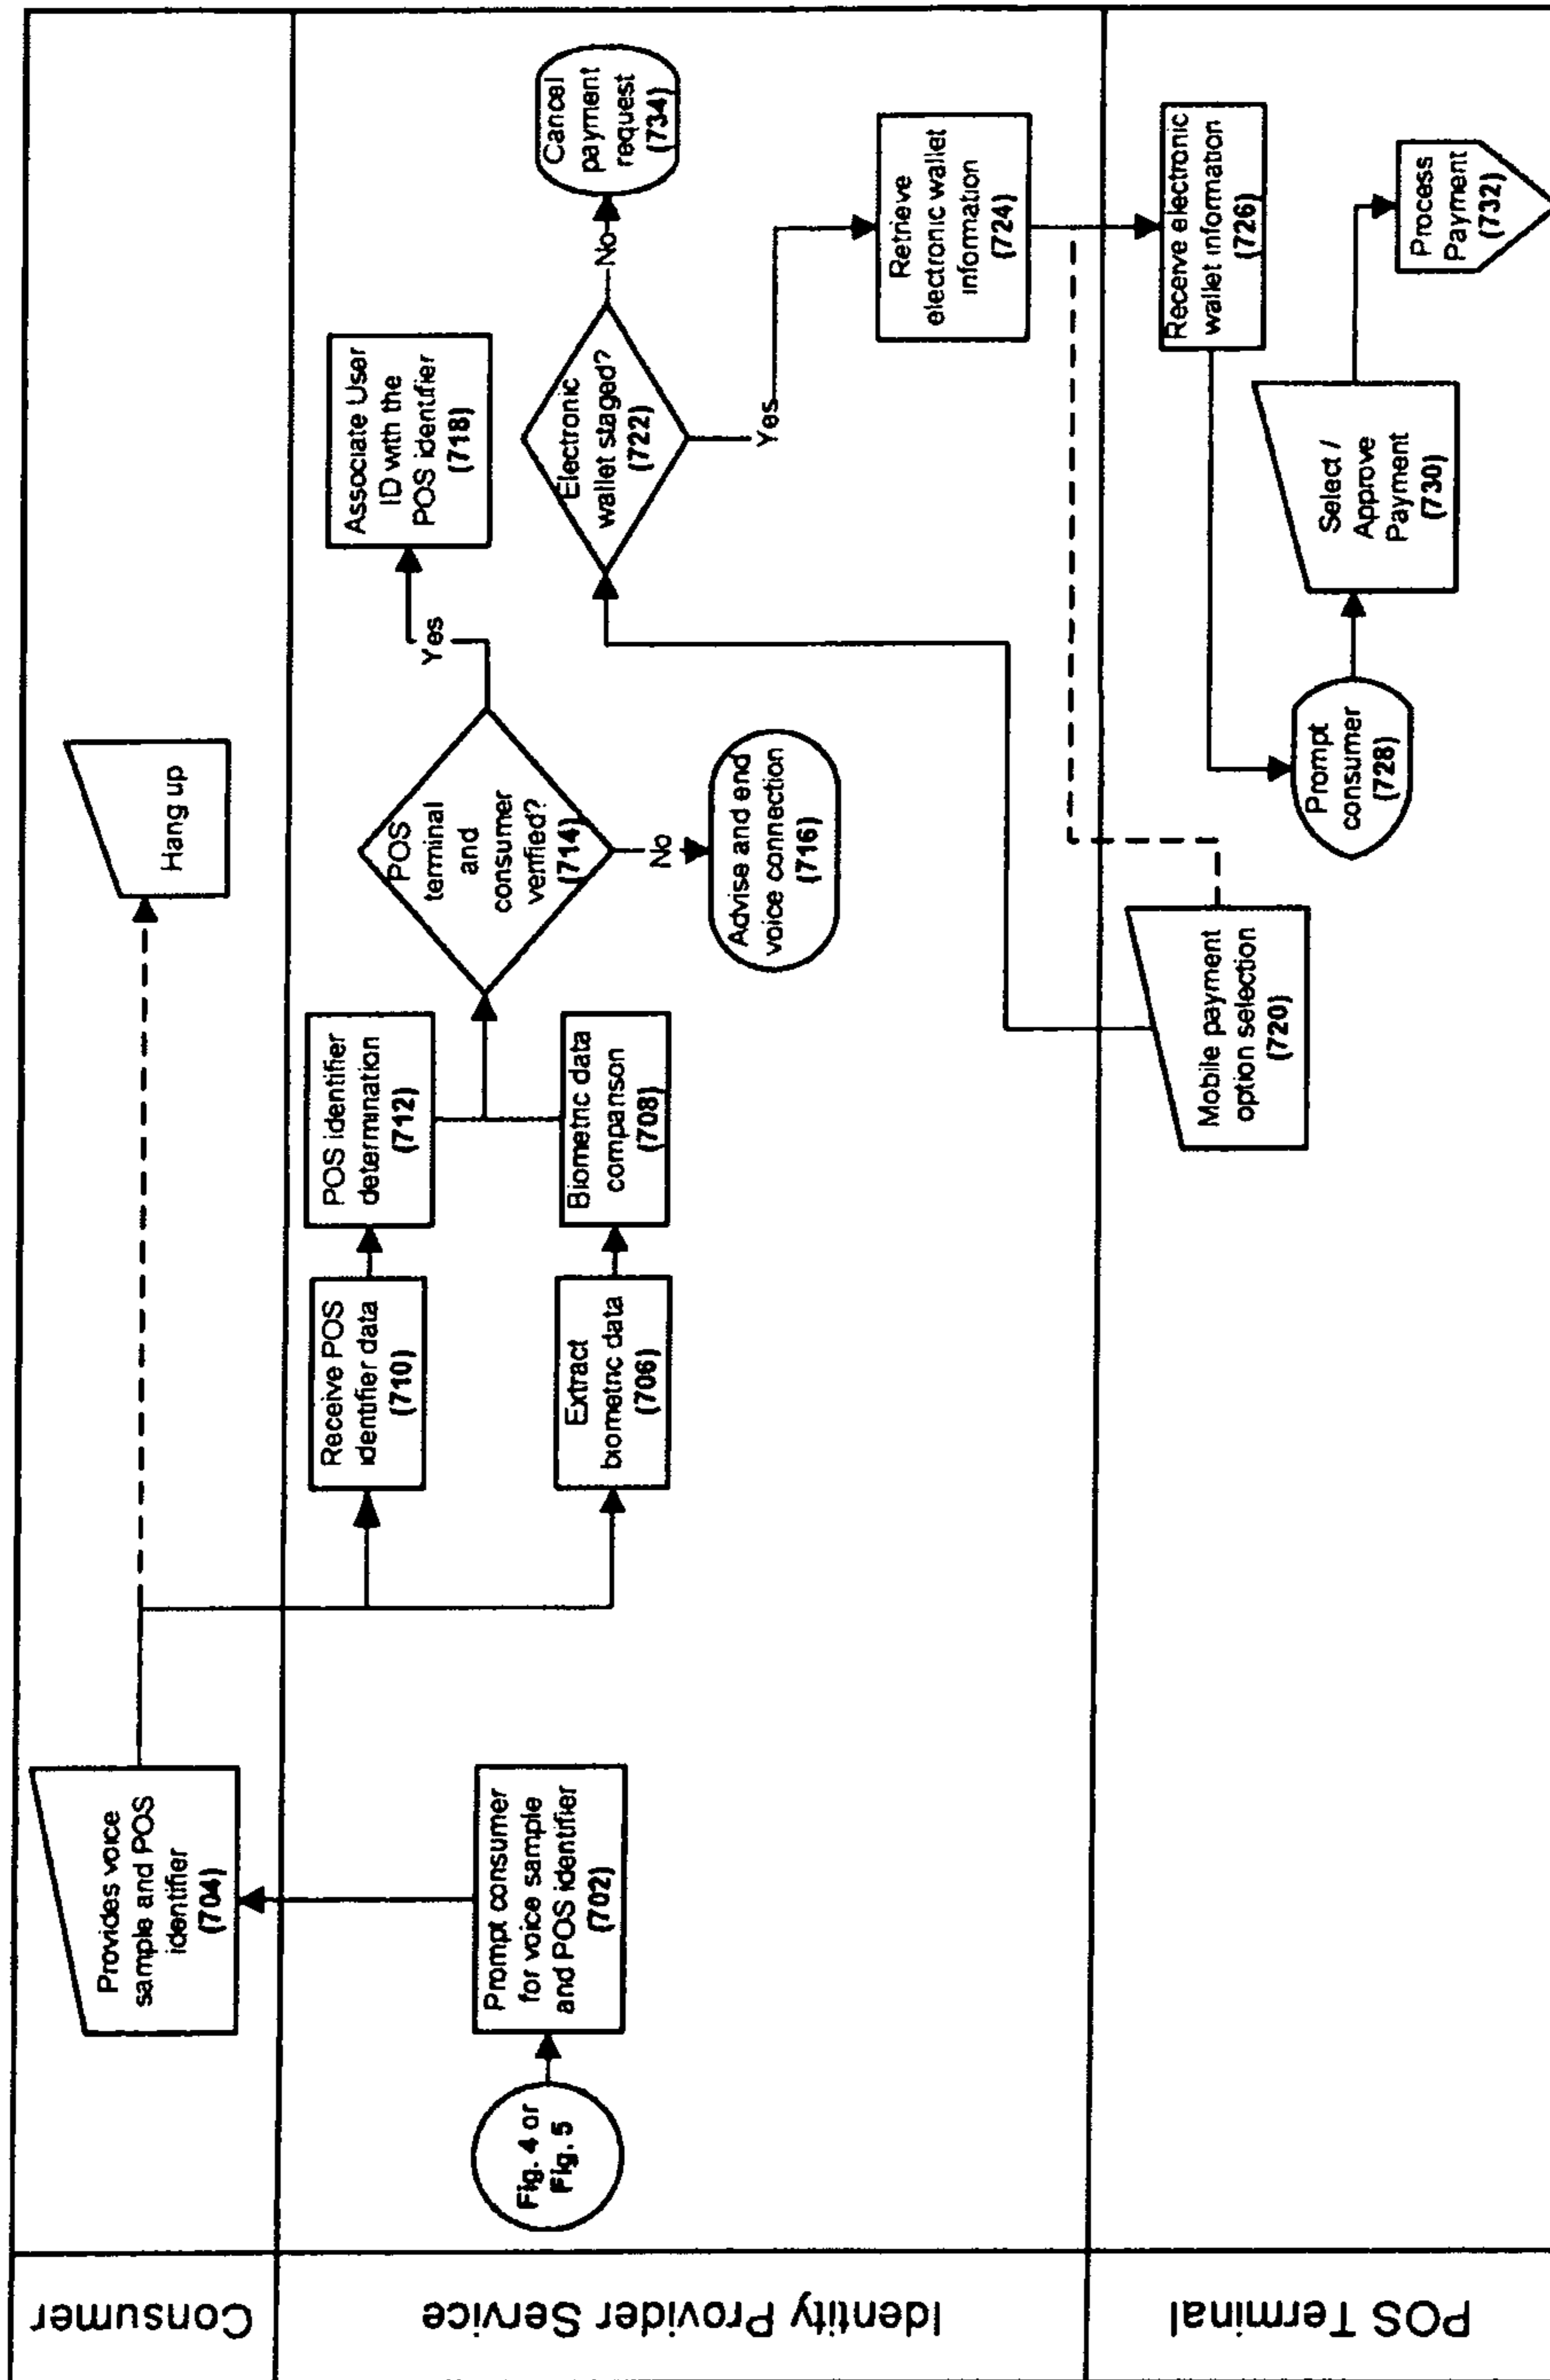 Consumer
Provides voice
sample and POS
identifier
(704)
Hang up
Identity Provider Service
Fig. 4 or
Fig. 5
Prompt consumer
for voice sample
and POS identifier
(702)
Receive POS
identifier data
(710)
Extract
biometric data
(706)
POS identifier
determination
(712)
Biometric data
comparison
(708)
POS
terminal
and
consumer
verified?
(714)
No
Advise and end
voice connection
(716)
Yes
Associate User
ID with the
POS identifier
(718)
Electronic
wallet staged?
(722)
No
Cancel
payment
request
(734)
Yes
Retrieve
electronic wallet
information
(724)
POS Terminal
Mobile payment
option selection
(720)
Receive electronic
wallet information
(726)
Prompt
consumer
(728)
Select /
Approve
Payment
(730)
Process
Payment
(732)